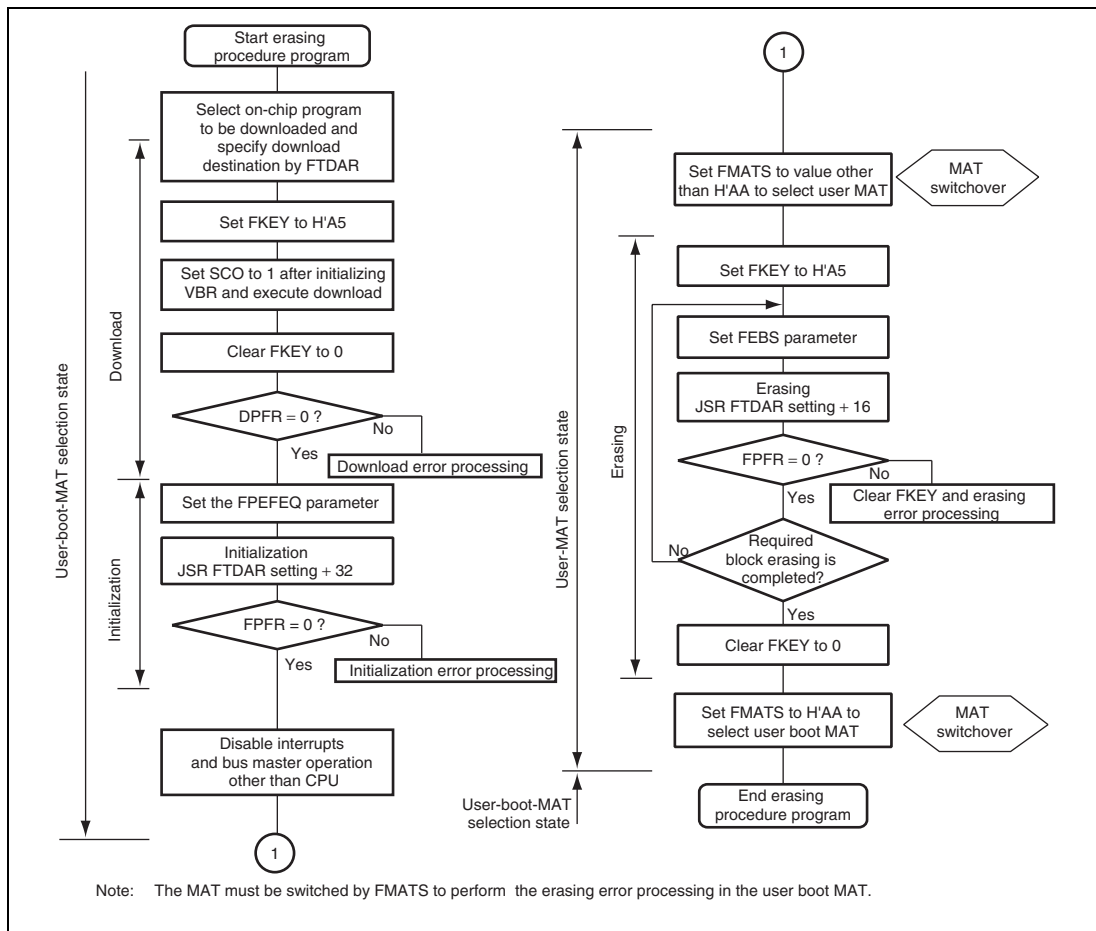 Start erasing
procedure program
Select on-chip program
to be downloaded and
specify download
destination by FTDAR
Set FKEY to H'A5
Set SCO to 1 after initializing
VBR and execute download
Clear FKEY to 0
DPFR = 0 ?
No
Yes
Download error processing
Set the FPEFEQ parameter
Initialization
JSR FTDAR setting + 32
FPFR = 0 ?
No
Yes
Initialization error processing
Disable interrupts
and bus master operation
other than CPU
1
User-boot-MAT selection state
Download
Initialization
1
Set FMATS to value other
than H'AA to select user MAT
MAT
switchover
Set FKEY to H'A5
Set FEBS parameter
Erasing
JSR FTDAR setting + 16
FPFR = 0 ?
No
Yes
Clear FKEY and erasing
error processing
Required
block erasing is
completed?
No
Yes
Clear FKEY to 0
Set FMATS to H'AA to
select user boot MAT
MAT
switchover
End erasing
procedure program
User-MAT selection state
Erasing
User-boot-MAT
selection state
Note: The MAT must be switched by FMATS to perform the erasing error processing in the user boot MAT.